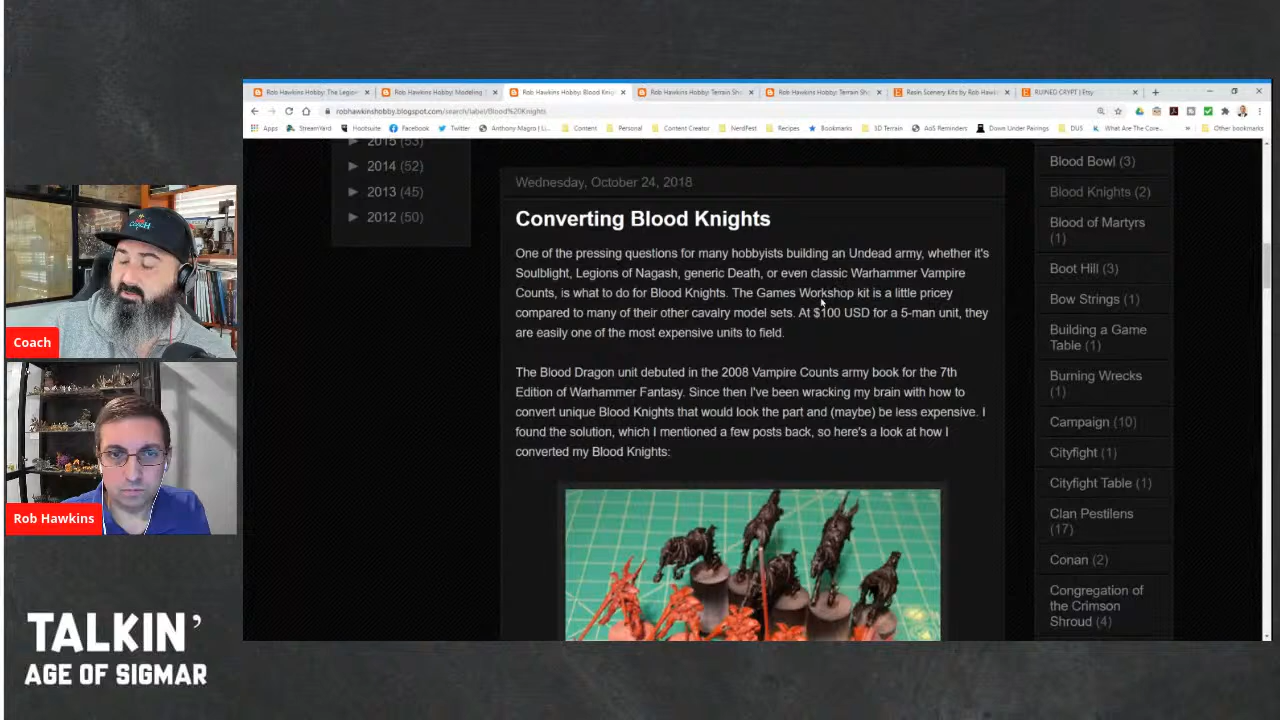 Rob Hawkins Hobby: The Legion
Rob Hawkins Hobby: Modeling
Rob Hawkins Hobby: Blood Knig
Rob Hawkins Hobby: Terrain Sho
Rob Hawkins Hobby: Terrain Sho
Resin Scenery Kits by Rob Hawk
RUINED CRYPT | Etsy
robhawkinshobby.blogspot.com/search/label/Blood%20Knights
Apps StreamYard Hootsuite Facebook Twitter Anthony Magro | Li... Content Personal Content Creator NerdFest Recipes Bookmarks 3D Terrain AoS Reminders Down Under Pairings DUS What Are The Core... Other bookmarks
2015 (53)
2014 (52)
2013 (45)
2012 (50)
Wednesday, October 24, 2018
Converting Blood Knights
One of the pressing questions for many hobbyists building an Undead army, whether it's
Soulblight, Legions of Nagash, generic Death, or even classic Warhammer Vampire
Counts, is what to do for Blood Knights. The Games Workshop kit is a little pricey
compared to many of their other cavalry model sets. At $100 USD for a 5-man unit, they
are easily one of the most expensive units to field.
The Blood Dragon unit debuted in the 2008 Vampire Counts army book for the 7th
Edition of Warhammer Fantasy. Since then I've been wracking my brain with how to
convert unique Blood Knights that would look the part and (maybe) be less expensive. I
found the solution, which I mentioned a few posts back, so here's a look at how I
converted my Blood Knights:
Blood Bowl (3)
Blood Knights (2)
Blood of Martyrs
(1)
Boot Hill (3)
Bow Strings (1)
Building a Game
Table (1)
Burning Wrecks
(1)
Campaign (10)
Cityfight (1)
Cityfight Table (1)
Clan Pestilens
(17)
Conan (2)
Congregation of
the Crimson
Shroud (4)
Coach
Rob Hawkins
TALKIN'
AGE OF SIGMAR